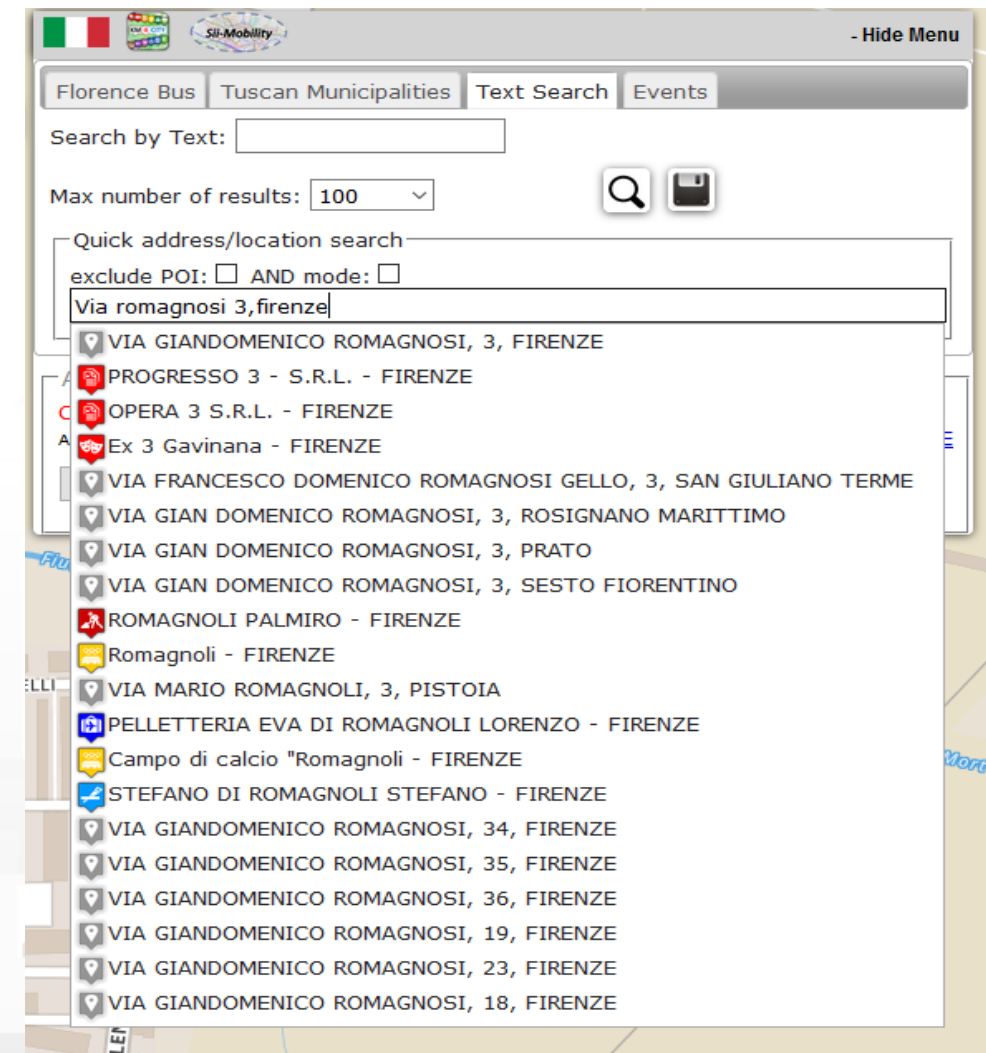 KM 4 CITY
Sii-Mobility
- Hide Menu
Florence Bus Tuscan Municipalities Text Search Events
Search by Text:
Max number of results: 100
Quick address/location search
exclude POI: AND mode:
Via romagnosi 3,firenze
VIA GIANDOMENICO ROMAGNOSI, 3, FIRENZE
PROGRESSO 3 - S.R.L. - FIRENZE
OPERA 3 S.R.L. - FIRENZE
Ex 3 Gavinana - FIRENZE
VIA FRANCESCO DOMENICO ROMAGNOSI GELLO, 3, SAN GIULIANO TERME
VIA GIAN DOMENICO ROMAGNOSI, 3, ROSIGNANO MARITTIMO
VIA GIAN DOMENICO ROMAGNOSI, 3, PRATO
VIA GIAN DOMENICO ROMAGNOSI, 3, SESTO FIORENTINO
ROMAGNOLI PALMIRO - FIRENZE
Romagnoli - FIRENZE
VIA MARIO ROMAGNOLI, 3, PISTOIA
PELLETTERIA EVA DI ROMAGNOLI LORENZO - FIRENZE
Campo di calcio "Romagnoli - FIRENZE
STEFANO DI ROMAGNOLI STEFANO - FIRENZE
VIA GIANDOMENICO ROMAGNOSI, 34, FIRENZE
VIA GIANDOMENICO ROMAGNOSI, 35, FIRENZE
VIA GIANDOMENICO ROMAGNOSI, 36, FIRENZE
VIA GIANDOMENICO ROMAGNOSI, 19, FIRENZE
VIA GIANDOMENICO ROMAGNOSI, 23, FIRENZE
VIA GIANDOMENICO ROMAGNOSI, 18, FIRENZE